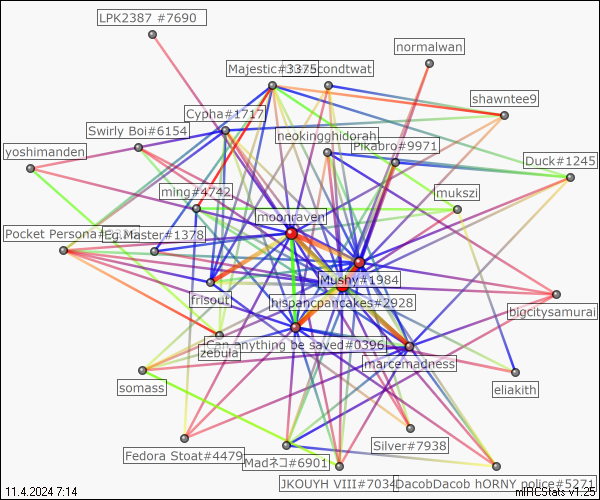 LPK2387 #7690
normalwan
Majestic#3375
secondtwat
shawntee9
Cypha#1717
Swirly Boi#6154
neokingghidorah
Pikabro#9971
yoshimanden
Duck#1245
ming#4742
mukszi
moonraven
Pocket Persona#
Eg.Master#1378
Mushy#1984
frisout
hispancpancakes#2928
bigcitysamurai
Can anything be saved#0396
zebula
marcemadness
somass
eliakith
Silver#7938
Fedora Stoat#4479
Madネコ#6901
JKOUYH VIII#7034
DacobDacob hORNY police#5271
11.4.2024 7:14
mIRCStats v1.25